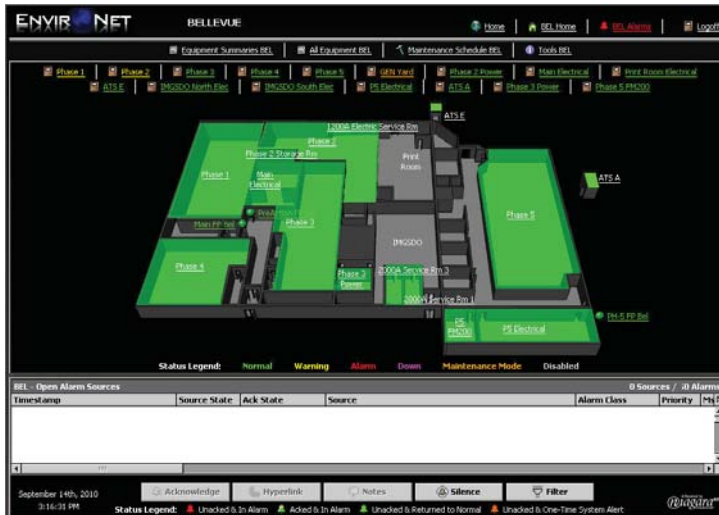 ENVIRONET
BELLEVUE
Home
BEL Home
BEL Alarms
Logoff
Equipment Summaries BEL
All Equipment BEL
Maintenance Schedule BEL
Tools BEL
Phase 1
Phase 2
Phase 3
Phase 4
Phase 5
GEN Yard
Phase 2 Power
Main Electrical
Print Room Electrical
ATS E
IMGSDO North Elec
IMGSDO South Elec
P5 Electrical
ATS A
Phase 3 Power
Phase 5 FM200
ATS E
1200A Electric Service Rm
Phase 2
Phase 2 Storage Rm
Print Room
Phase 1
Main Electrical
ATS A
Phase 5
Main FP Bel
Phase 3
IMGSDO
Phase 4
Phase 3 Power
2000A Service Rm 3
2000A Service Rm 1
P5 FM200
P5 Electrical
PH-5 FP Bel
Status Legend: Normal Warning Alarm Down Maintenance Mode Disabled
BEL - Open Alarm Sources
0 Sources / 0 Alarms
Timestamp Source State Ack State Source Alarm Class Priority
Acknowledge Hyperlink Notes Silence Filter
September 14th, 2010
3:16:31 PM
Status Legend: Unacked & In Alarm Acked & In Alarm Unacked & Returned to Normal Unacked & One-Time System Alert
Niagara